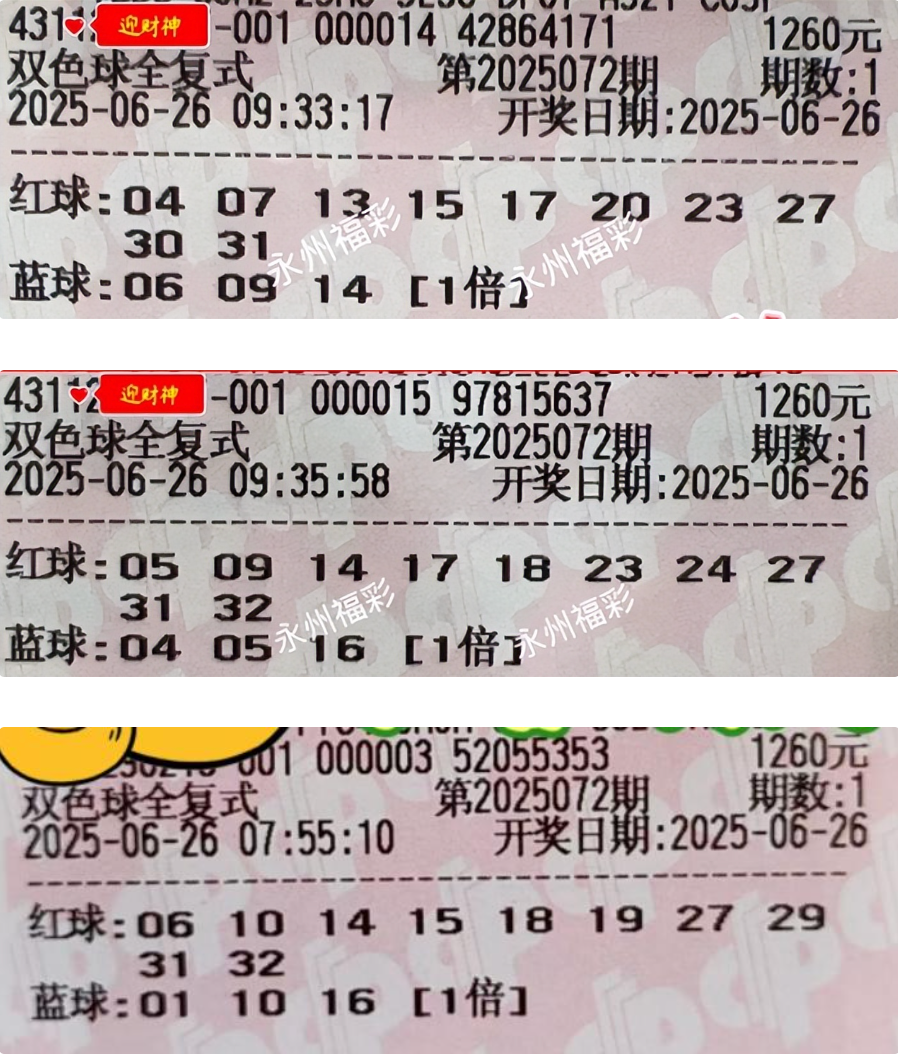 迎财神
-001 000014 42864171 1260元
双色球全复式 第2025072期 期数:1
2025-06-26 09:33:17 开奖日期:2025-06-26
红球:04 07 13 15 17 20 23 27
30 31
蓝球:06 09 14 [1倍]
永州福彩 永州福彩
迎财神
-001 000015 97815637 1260元
双色球全复式 第2025072期 期数:1
2025-06-26 09:35:58 开奖日期:2025-06-26
红球:05 09 14 17 18 23 24 27
31 32
蓝球:04 05 16 [1倍]
永州福彩 永州福彩
001 000003 52055353 1260元
双色球全复式 第2025072期 期数:1
2025-06-26 07:55:10 开奖日期:2025-06-26
红球:06 10 14 15 18 19 27 29
31 32
蓝球:01 10 16 [1倍]